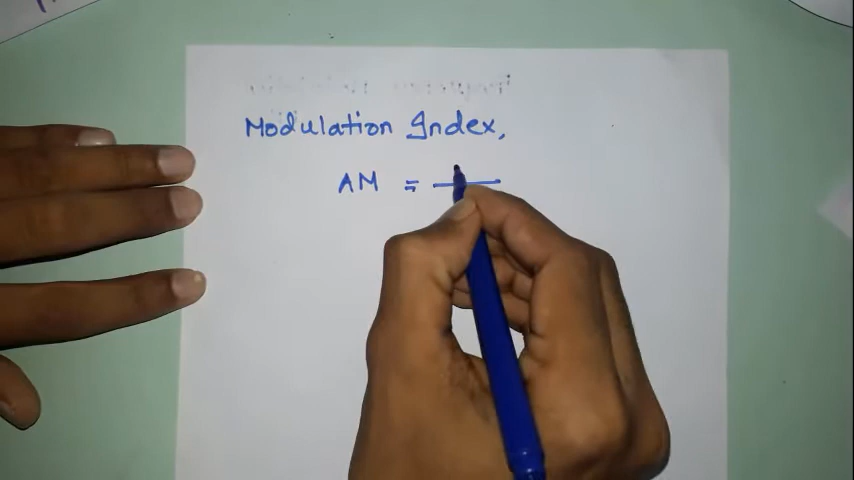 Modulation Index,
AM =